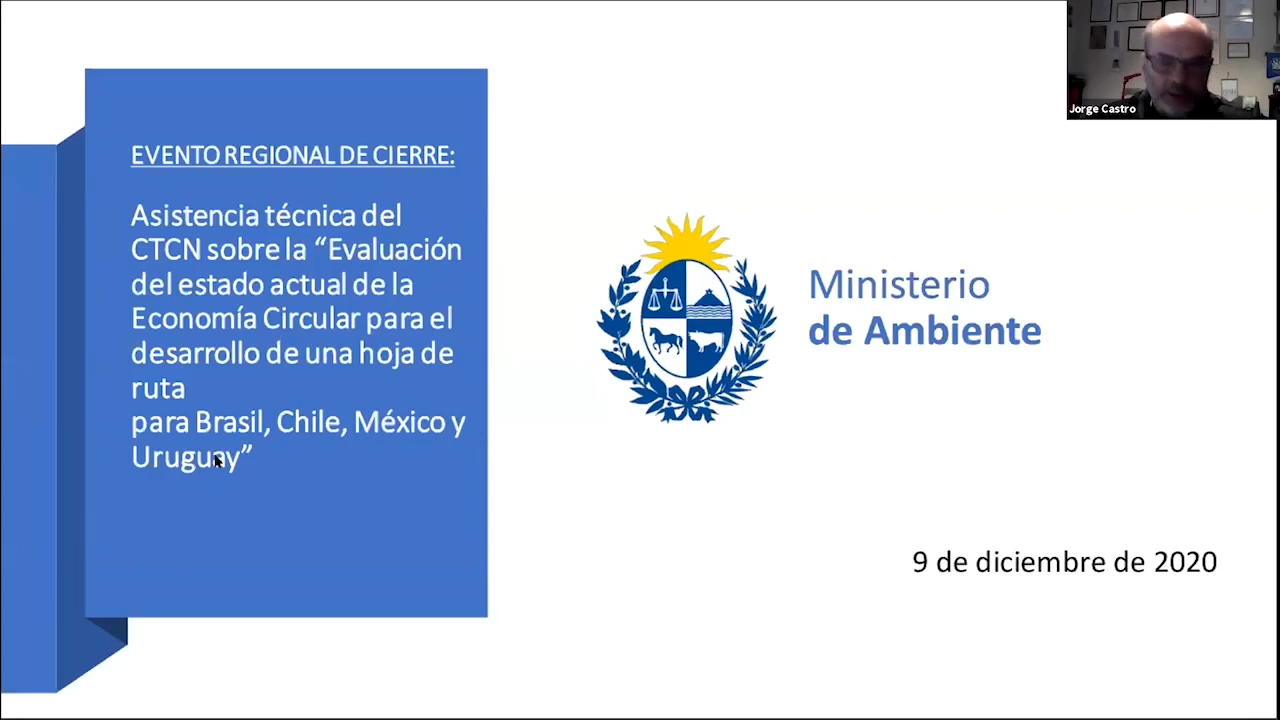 EVENTO REGIONAL DE CIERRE:
Asistencia técnica del
CTCN sobre la “Evaluación
del estado actual de la
Economía Circular para el
desarrollo de una hoja de
ruta
para Brasil, Chile, México y
Uruguay”
Ministerio
de Ambiente
9 de diciembre de 2020
Jorge Castro